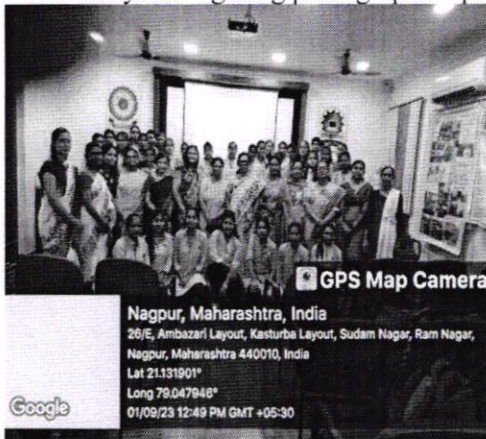 GPS Map Camera
Nagpur, Maharashtra, India
26/E, Ambazari Layout, Kasturba Layout, Sudam Nagar, Ram Nagar,
Nagpur, Maharashtra 440010, India
Lat 21.131901°
Long 79.047946°
01/09/23 12:49 PM GMT +05:30
Google